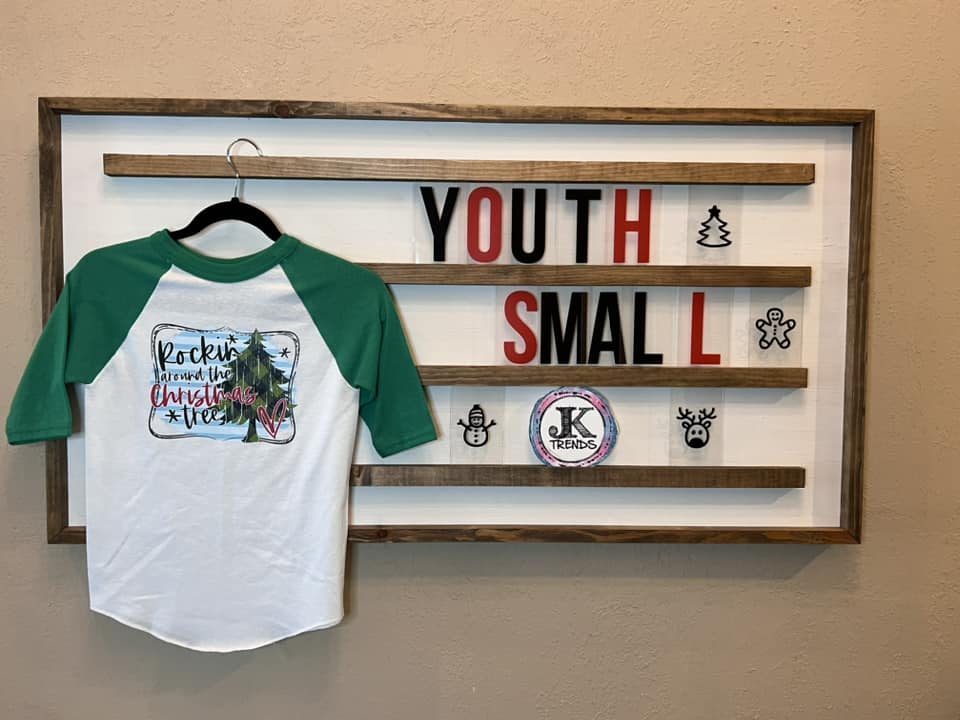 YOUTH
SMALL
Rockin
around the
Christmas
tree
JK
TRENDS